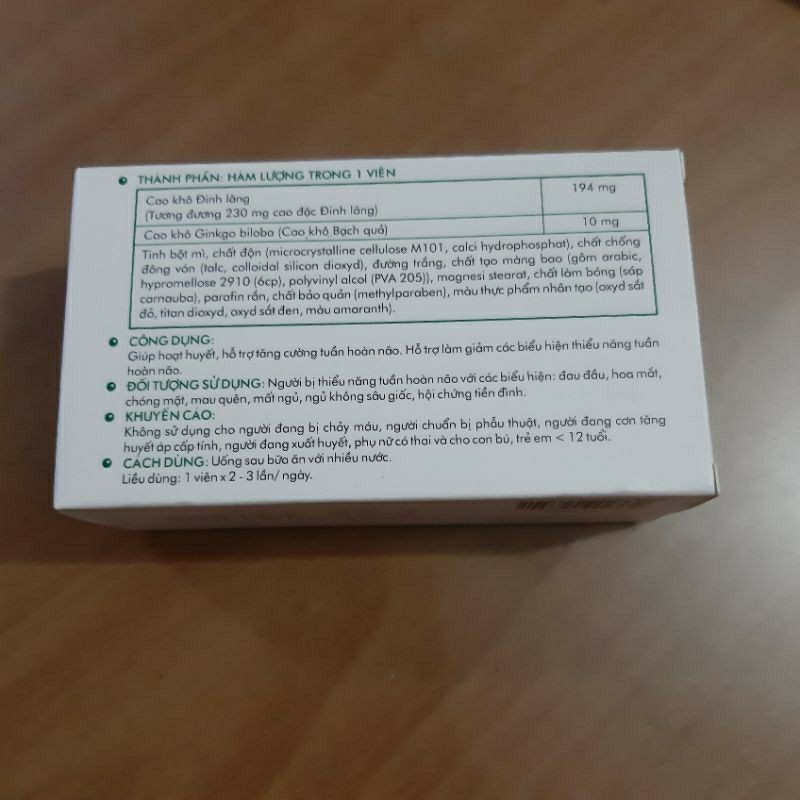 THÀNH PHẦN: HÀM LƯỢNG TRONG 1 VIÊN
Cao khô Đinh lăng
(Tương đương 230 mg cao đặc Đinh lăng)
194 mg
Cao khô Ginkgo biloba (Cao khô Bạch quả)
10 mg
Tinh bột mì, chất độn (microcrystalline cellulose M101, calci hydrophosphat), chất chống
đông vón (talc, colloidal silicon dioxyd), đường trắng, chất tạo màng bao (gôm arabic,
hypromellose 2910 (6cp), polyvinyl alcol (PVA 205)), magnesi stearat, chất làm bóng (sáp
carnauba), parafin rắn, chất bảo quản (methylparaben), màu thực phẩm nhân tạo (oxyd sắt
đỏ, titan dioxyd, oxyd sắt đen, màu amaranth).
CÔNG DỤNG:
Giúp hoạt huyết, hỗ trợ tăng cường tuần hoàn não. Hỗ trợ làm giảm các biểu hiện thiểu năng tuần
hoàn não.
ĐỐI TƯỢNG SỬ DỤNG: Người bị thiểu năng tuần hoàn não với các biểu hiện: đau đầu, hoa mắt,
chóng mặt, mau quên, mất ngủ, ngủ không sâu giấc, hội chứng tiền đình.
KHUYẾN CÁO:
Không sử dụng cho người đang bị chảy máu, người chuẩn bị phẫu thuật, người đang cơn tăng
huyết áp cấp tính, người đang xuất huyết, phụ nữ có thai và cho con bú, trẻ em < 12 tuổi.
CÁCH DÙNG: Uống sau bữa ăn với nhiều nước.
Liều dùng: 1 viên x 2 - 3 lần/ ngày.